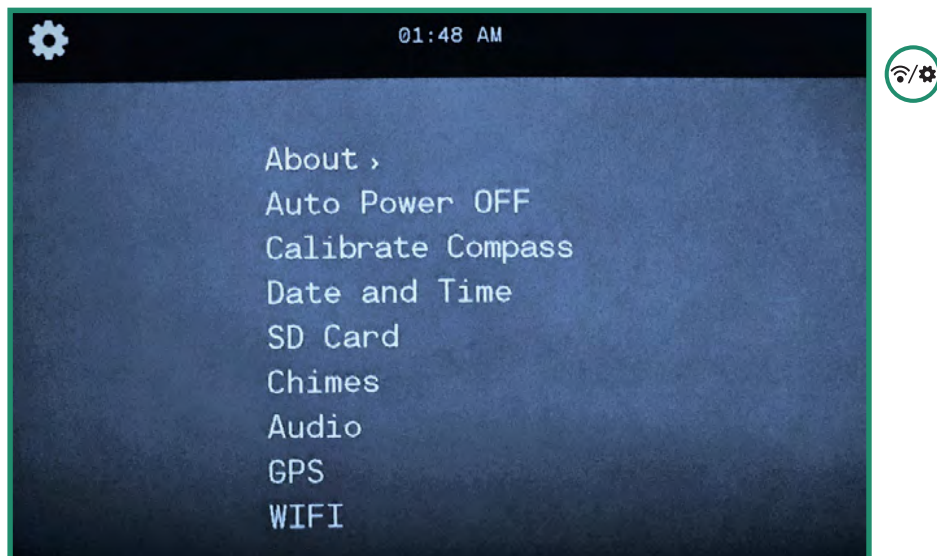 01:48 AM
About ›
Auto Power OFF
Calibrate Compass
Date and Time
SD Card
Chimes
Audio
GPS
WIFI